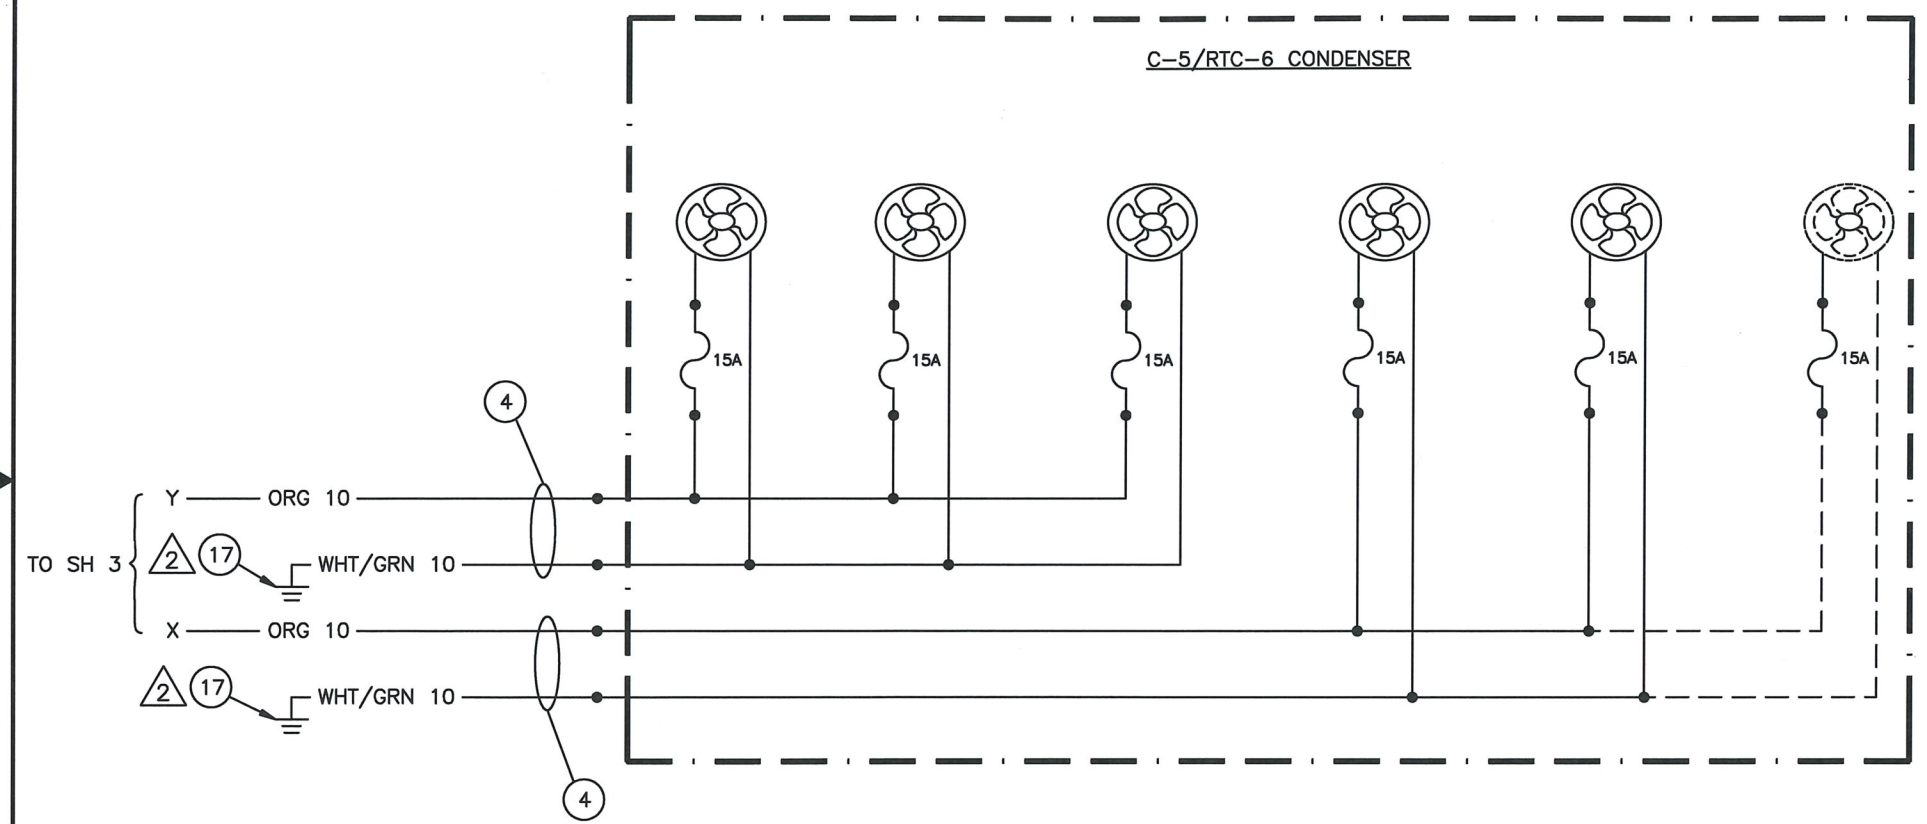 C-5/RTC-6 CONDENSER
15A 15A 15A 15A 15A 15A
4
Y ORG 10
TO SH 3 2 17 WHT/GRN 10
X ORG 10
2 17 WHT/GRN 10
4